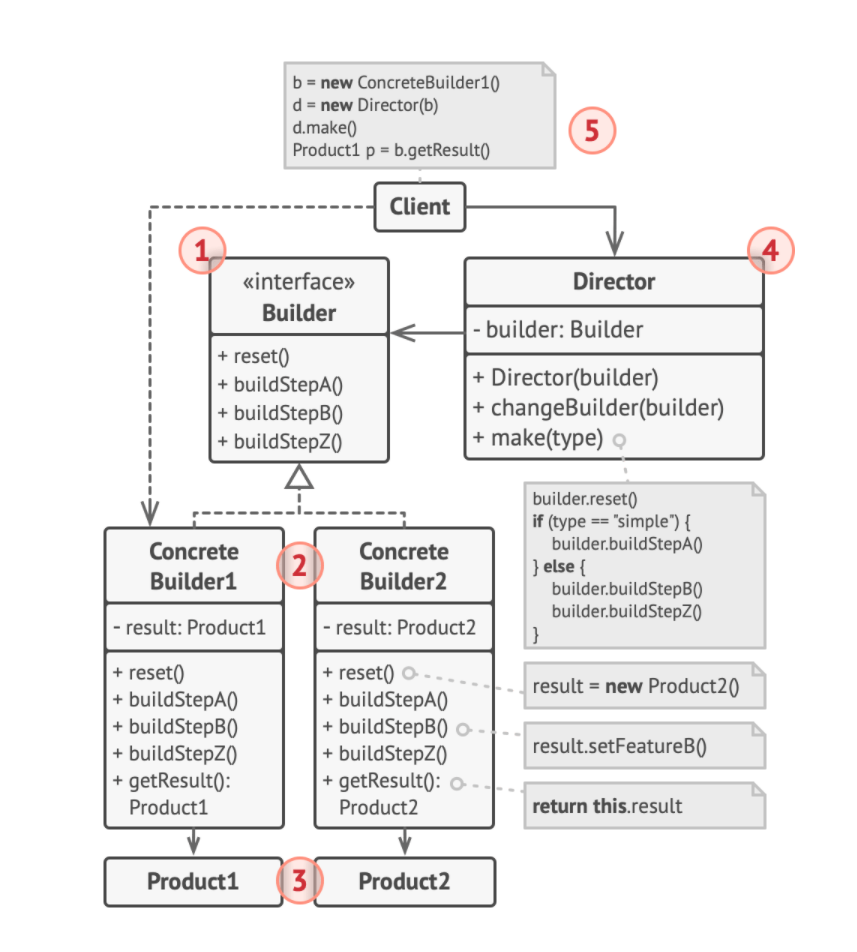 b = new ConcreteBuilder1()
d = new Director(b)
d.make()
Product1 p = b.getResult()
5
Client
1
«interface»
Builder
+ reset()
+ buildStepA()
+ buildStepB()
+ buildStepZ()
4
Director
- builder: Builder
+ Director(builder)
+ changeBuilder(builder)
+ make(type)
builder.reset()
if (type == "simple") {
builder.buildStepA()
} else {
builder.buildStepB()
builder.buildStepZ()
}
Concrete
Builder1
- result: Product1
+ reset()
+ buildStepA()
+ buildStepB()
+ buildStepZ()
+ getResult():
Product1
2
Concrete
Builder2
- result: Product2
+ reset()
+ buildStepA()
+ buildStepB()
+ buildStepZ()
+ getResult():
Product2
result = new Product2()
result.setFeatureB()
return this.result
Product1
3
Product2